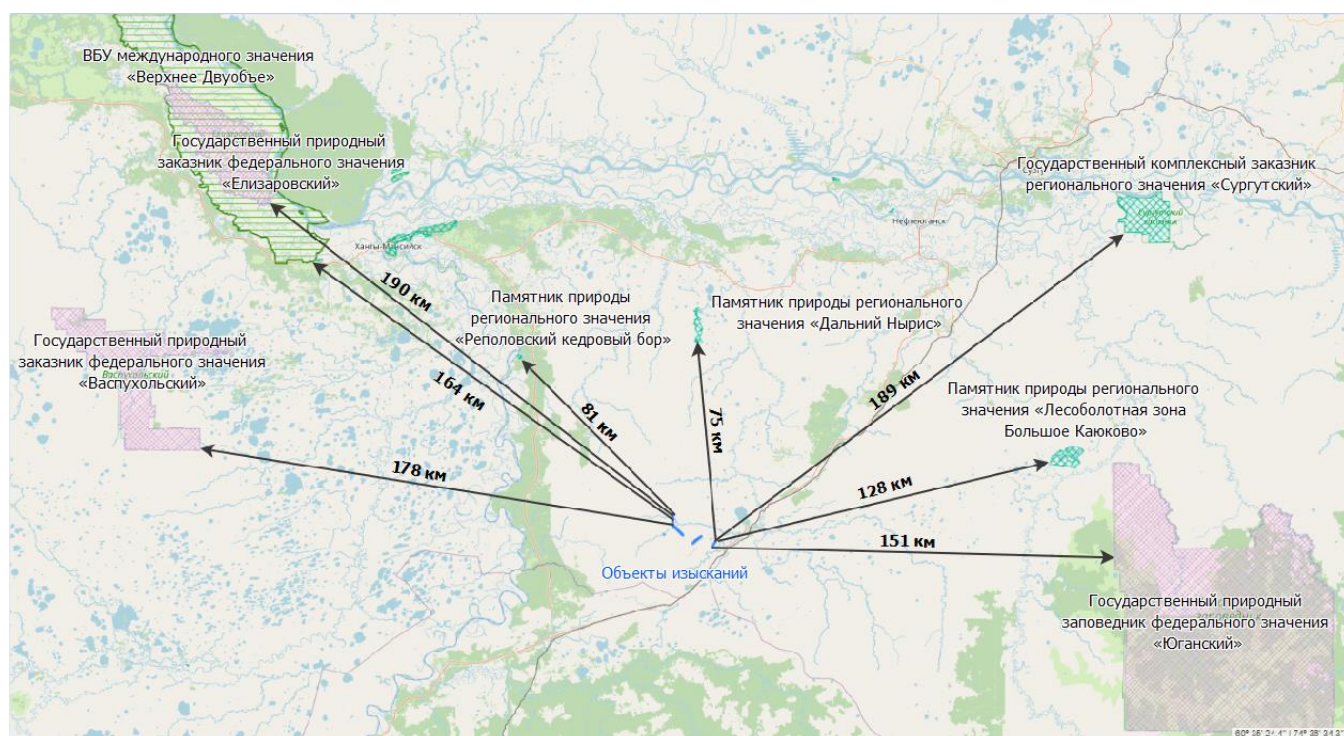 ВБУ международного значения
«Верхнее Двуобье»
Государственный природный
заказник федерального значения
«Елизаровский»
Государственный комплексный заказник
регионального значения «Сургутский»
Нефтеюганск
Ханты-Мансийск
190 км
Памятник природы
регионального значения
«Реполовский кедровый бор»
Памятник природы регионального
значения «Дальний Нырис»
Государственный природный
заказник федерального значения
«Васпухольский»
Васпухольский
164 км
81 км
75 км
189 км
Памятник природы регионального
значения «Лесоболотная зона
Большое Каюково»
178 км
128 км
151 км
Объекты изысканий
Государственный природный
заповедник федерального значения
«Юганский»